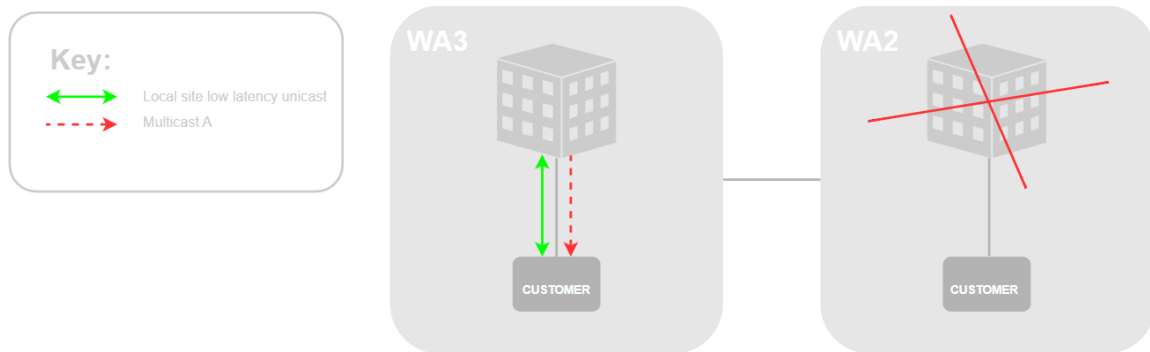 Key:
Local site low latency unicast
Multicast A
WA3
CUSTOMER
WA2
CUSTOMER